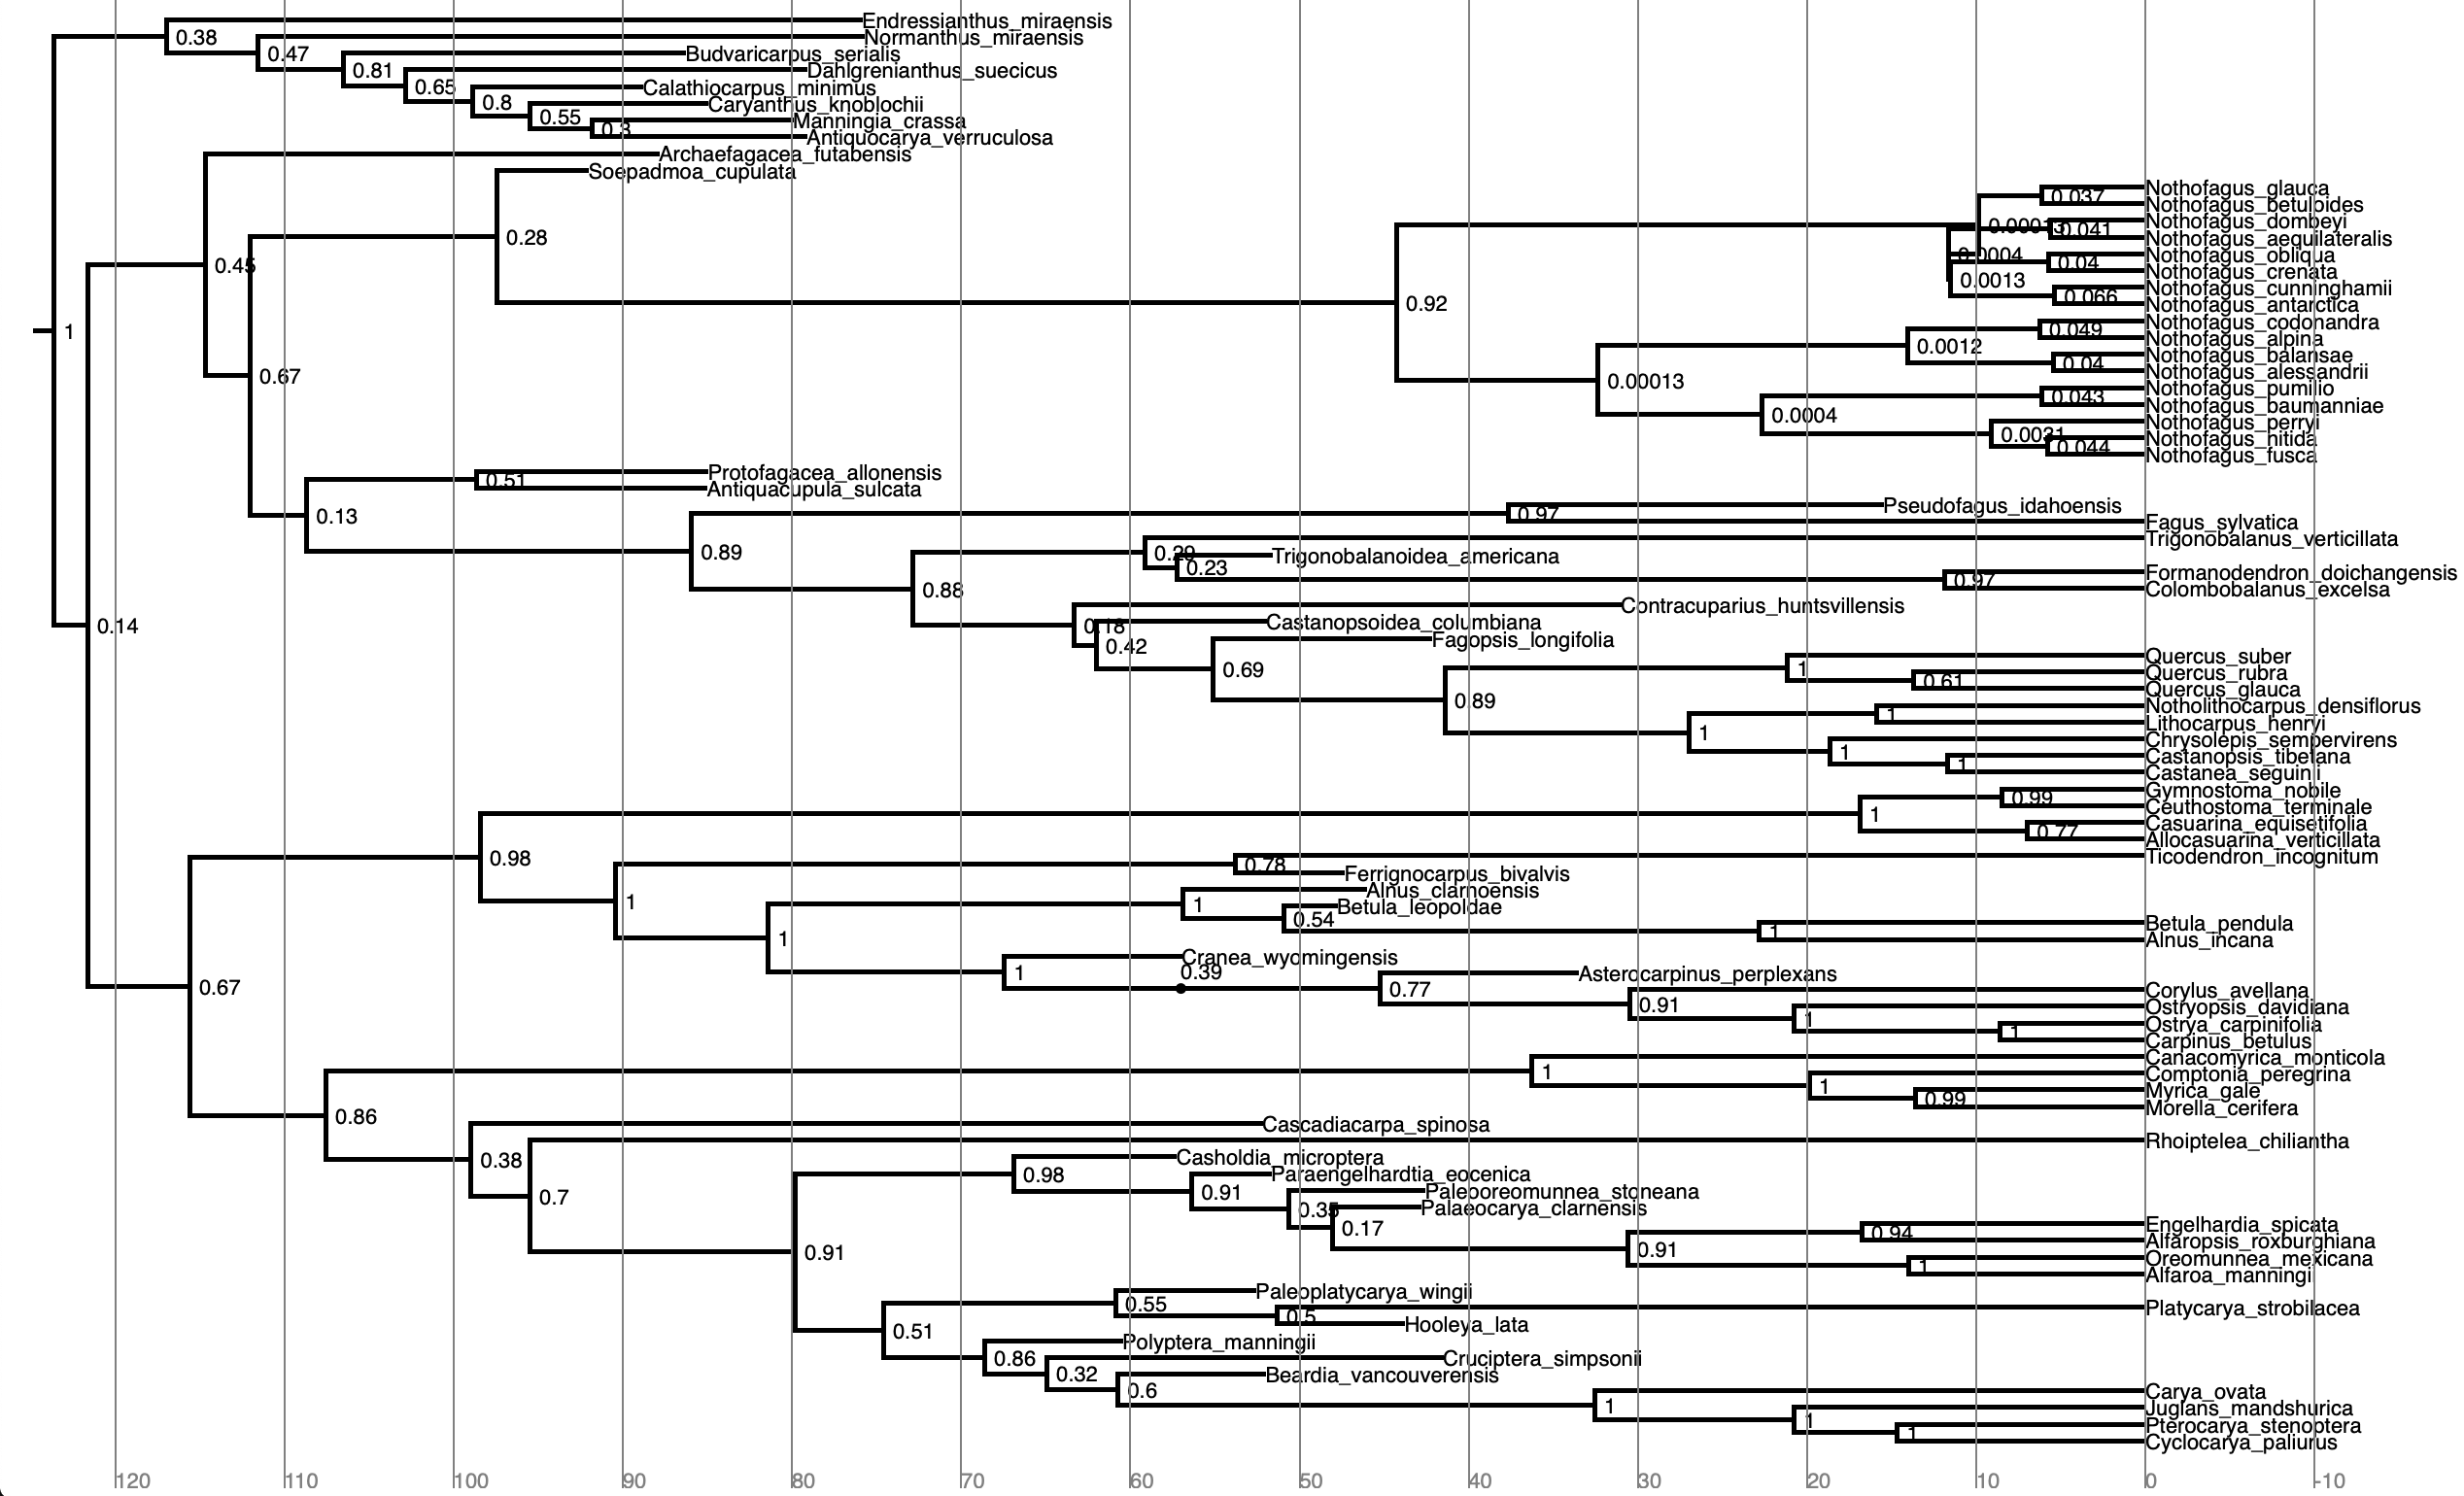 Endressianthus_miraensis
0.38
Normanthus_miraensis
0.47
Budvaricarpus_serialis
0.81
Dahlgrenianthus_suecicus
0.65
Calathiocarpus_minimus
0.8
Caryanthus_knoblochii
0.55
Manningia_crassa
0.3
Antiquocarya_verruculosa
Archaefagacea_futabensis
Soepadmoa_cupulata
Nothofagus_glauca
0.037
Nothofagus_betuloides
Nothofagus_dombeyi
0.00013
0.041
0.28
Nothofagus_aequilateralis
Nothofagus_obliqua
0.0004
0.04
0.45
Nothofagus_crenata
0.0013
Nothofagus_cunninghamii
0.066
0.92
Nothofagus_antarctica
Nothofagus_codonandra
0.049
1
Nothofagus_alpina
0.0012
Nothofagus_balansae
0.04
Nothofagus_alessandrii
0.67
0.00013
Nothofagus_pumilio
0.043
Nothofagus_baumanniae
0.0004
Nothofagus_perryi
0.0031
Nothofagus_nitida
0.044
Nothofagus_fusca
Protofagacea_allonensis
0.51
Antiquacupula_sulcata
Pseudofagus_idahoensis
0.97
0.13
Fagus_sylvatica
Trigonobalanus_verticillata
0.89
0.29
Trigonobalanoidea_americana
0.23
Formanodendron_doichangensis
0.97
Colombobalanus_excelsa
0.88
Contracuparius_huntsvillensis
Castanopsoidea_columbiana
0.18
0.14
Fagopsis_longifolia
0.42
Quercus_suber
1
0.69
Quercus_rubra
0.61
Quercus_glauca
0.89
Notholithocarpus_densiflorus
1
Lithocarpus_henryi
1
Chrysolepis_sempervirens
1
Castanopsis_tibetana
1
Castanea_seguinii
Gymnostoma_nobile
0.99
Ceuthostoma_terminale
1
Casuarina_equisetifolia
0.77
Allocasuarina_verticillata
0.98
Ticodendron_incognitum
0.78
Ferrignocarpus_bivalvis
Alnus_clarnoensis
1
1
Betula_leopoldae
0.54
Betula_pendula
1
1
Alnus_incana
Cranea_wyomingensis
1
0.39
Asterocarpinus_perplexans
0.67
0.77
Corylus_avellana
0.91
Ostryopsis_davidiana
1
Ostrya_carpinifolia
1
Carpinus_betulus
Canacomyrica_monticola
1
Comptonia_peregrina
1
Myrica_gale
0.99
Morella_cerifera
0.86
Cascadiacarpa_spinosa
Rhoiptelea_chiliantha
0.38
Casholdia_microptera
0.98
Paraengelhardtia_eocenica
0.91
Paleooreomunnea_stoneana
0.7
Palaeocarya_clarnensis
0.35
0.17
Engelhardia_spicata
0.94
Alfaropsis_roxburghiana
0.91
0.91
Oreomunnea_mexicana
1
Alfaroa_manningii
Paleoplatycarya_wingii
0.55
Platycarya_strobilacea
0.5
Hooleya_lata
0.51
Polyptera_manningii
0.86
Cruciptera_simpsonii
0.32
Beardia_vancouverensis
0.6
Carya_ovata
1
Juglans_mandshurica
1
Pterocarya_stenoptera
1
Cyclocarya_paliurus
120 110 100 90 80 70 60 50 40 30 20 10 0 -10